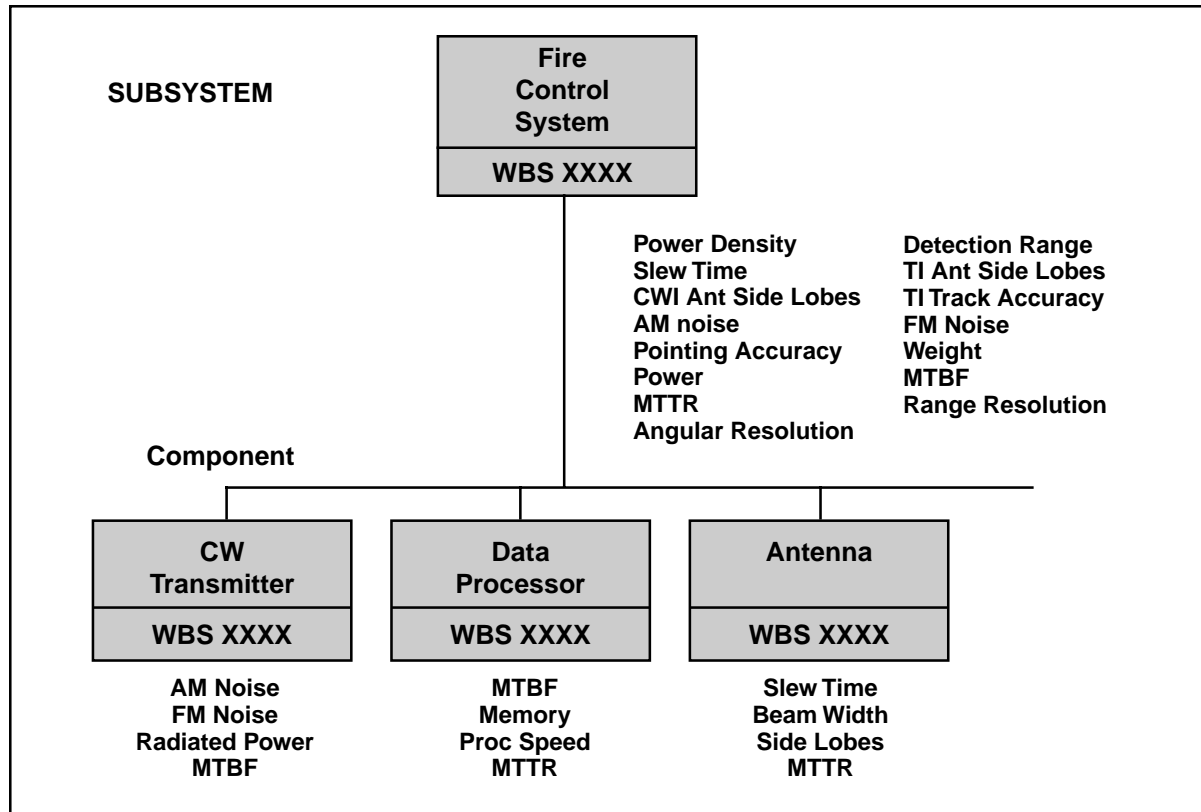 SUBSYSTEM
Fire
Control
System
WBS XXXX
Power Density
Slew Time
CWI Ant Side Lobes
AM noise
Pointing Accuracy
Power
MTTR
Angular Resolution
Detection Range
TI Ant Side Lobes
TI Track Accuracy
FM Noise
Weight
MTBF
Range Resolution
Component
CW
Transmitter
WBS XXXX
AM Noise
FM Noise
Radiated Power
MTBF
Data
Processor
WBS XXXX
MTBF
Memory
Proc Speed
MTTR
Antenna
WBS XXXX
Slew Time
Beam Width
Side Lobes
MTTR